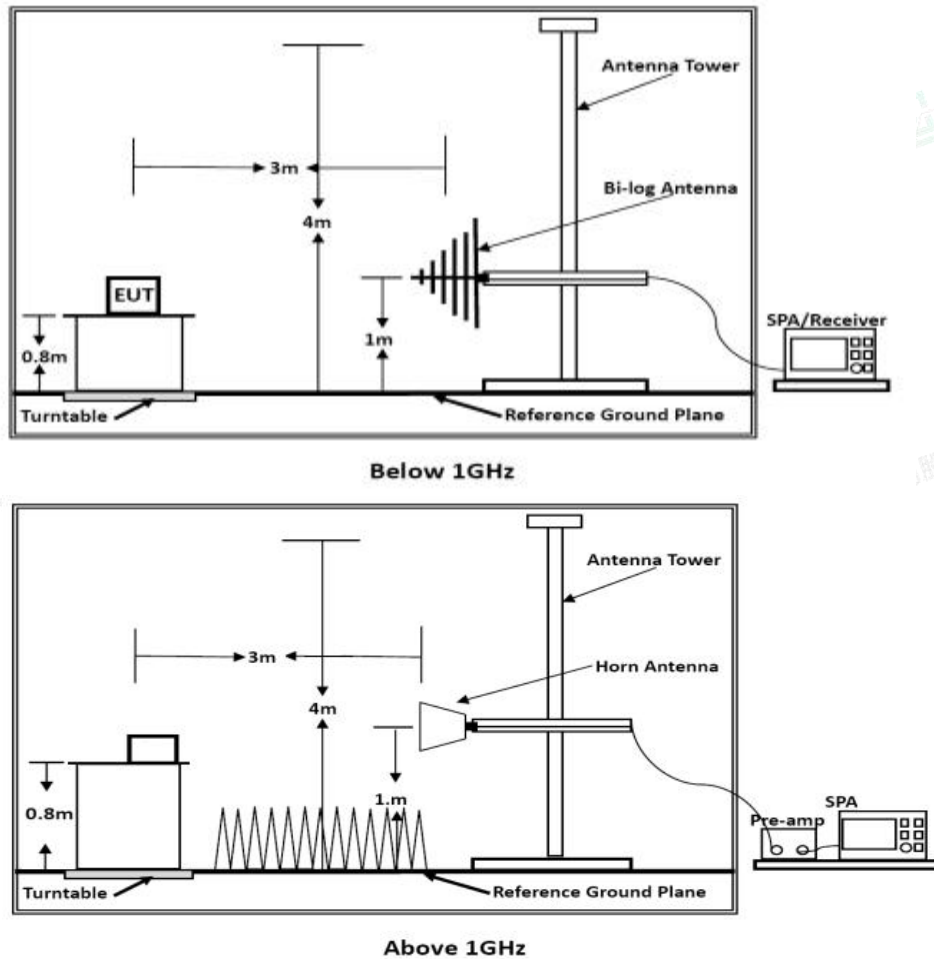 Antenna Tower
3m
Bi-log Antenna
4m
EUT
1m
SPA/Receiver
0.8m
Turntable
Reference Ground Plane
Below 1GHz
Antenna Tower
3m
Horn Antenna
4m
0.8m
1.m
SPA
Pre-amp
Turntable
Reference Ground Plane
Above 1GHz